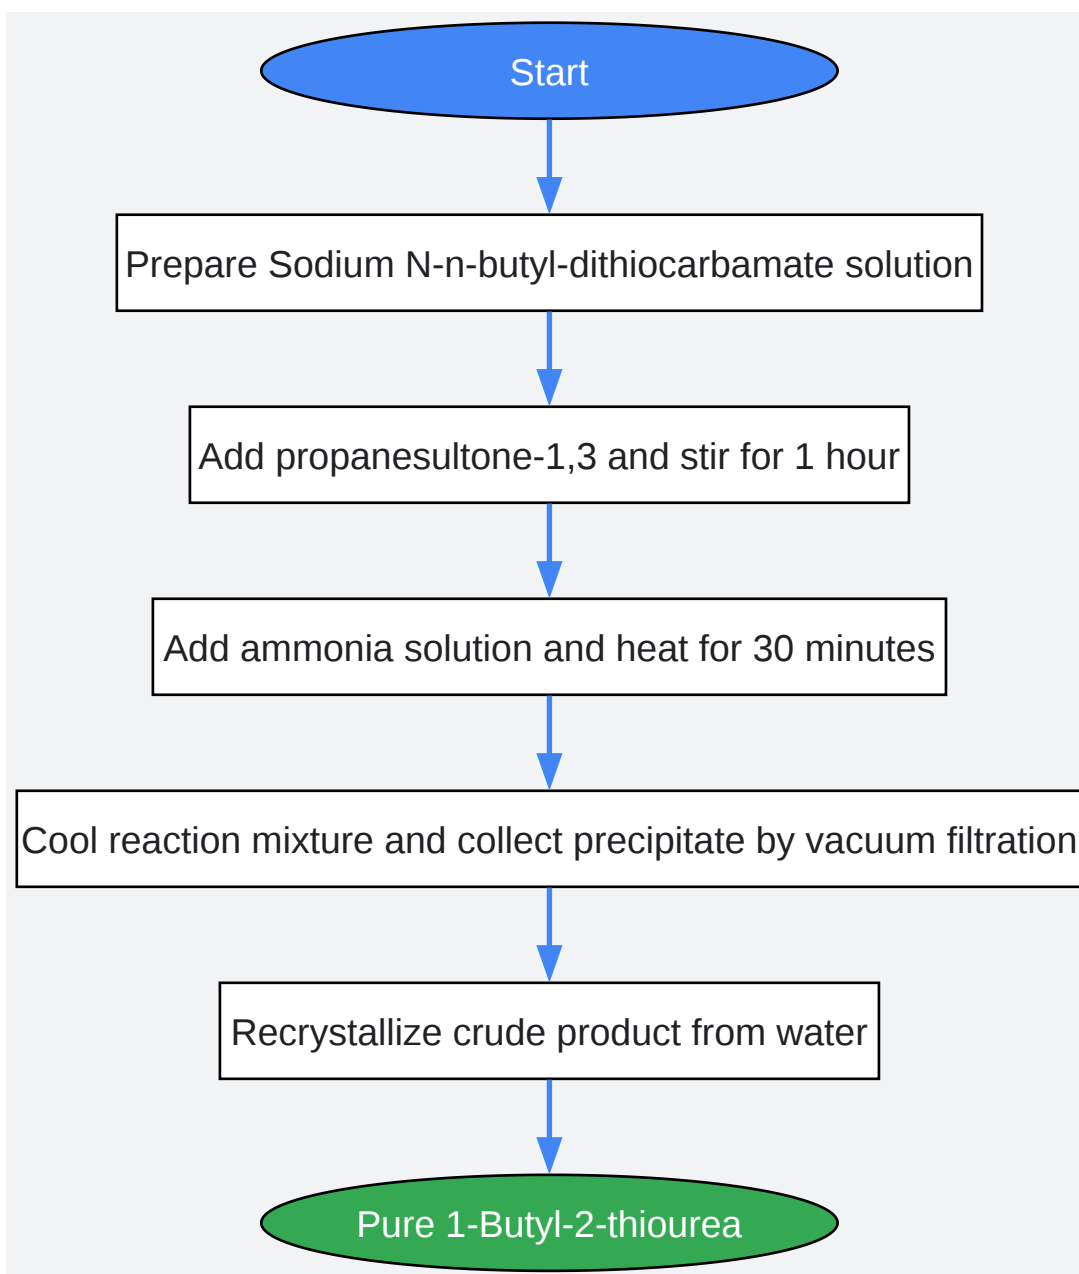 Start
Prepare Sodium N-n-butyl-dithiocarbamate solution
Add propanesultone-1,3 and stir for 1 hour
Add ammonia solution and heat for 30 minutes
Cool reaction mixture and collect precipitate by vacuum filtration
Recrystallize crude product from water
Pure 1-Butyl-2-thiourea